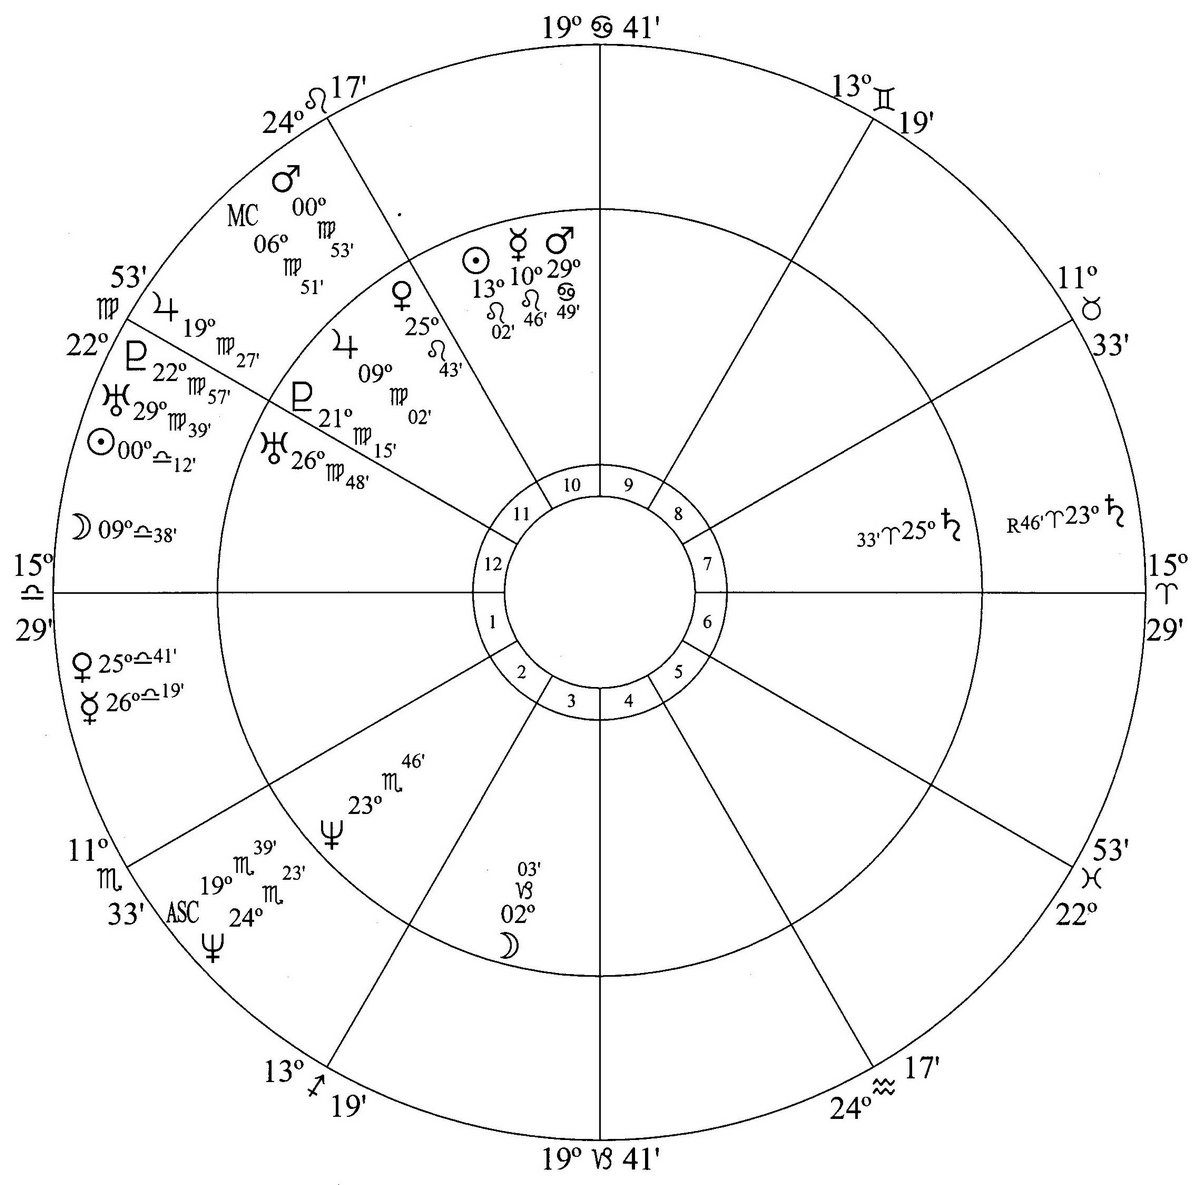 19º ♋ 41'
13º ♊ 19'
11º ♉ 33'
15º ♈ 29'
53' ♓ 22º
17' ♒ 24º
19º ♑ 41'
13º ♐ 19'
11º ♏ 33'
15º ♎ 29'
53' ♍ 22º
24º ♌ 17'
♂ 00º ♍ 53'
MC 06º ♍ 51'
♃ 19º ♍ 27'
♇ 22º ♍ 57'
♅ 29º ♍ 39'
☉ 00º ♎ 12'
☽ 09º ♎ 38'
♀ 25º ♎ 41'
☿ 26º ♎ 19'
ASC 19º ♏ 39'
♆ 24º ♏ 23'
R 46' ♈ 23º ♄
♂ 29º ♋ 49'
☿ 10º ♌ 46'
☉ 13º ♌ 02'
♀ 25º ♌ 43'
♃ 09º ♍ 02'
♇ 21º ♍ 15'
♅ 26º ♍ 48'
♆ 23º ♏ 46'
03' ♑ 02º ☽
33' ♈ 25º ♄
1
2
3
4
5
6
7
8
9
10
11
12